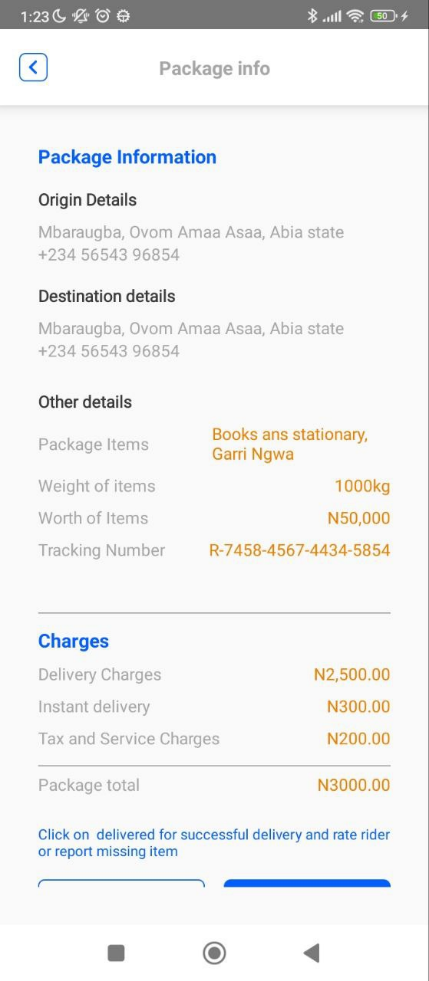 1:23
50
Package info
Package Information
Origin Details
Mbaraugba, Ovom Amaa Asaa, Abia state
+234 56543 96854
Destination details
Mbaraugba, Ovom Amaa Asaa, Abia state
+234 56543 96854
Other details
Package Items Books ans stationary,
Garri Ngwa
Weight of items 1000kg
Worth of Items N50,000
Tracking Number R-7458-4567-4434-5854
Charges
Delivery Charges N2,500.00
Instant delivery N300.00
Tax and Service Charges N200.00
Package total N3000.00
Click on delivered for successful delivery and rate rider
or report missing item